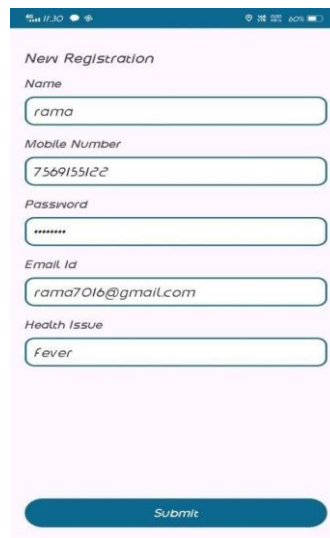 11:30
60%
New Registration
Name
rama
Mobile Number
7569155122
Password
••••••••
Email Id
rama7016@gmail.com
Health Issue
fever
Submit